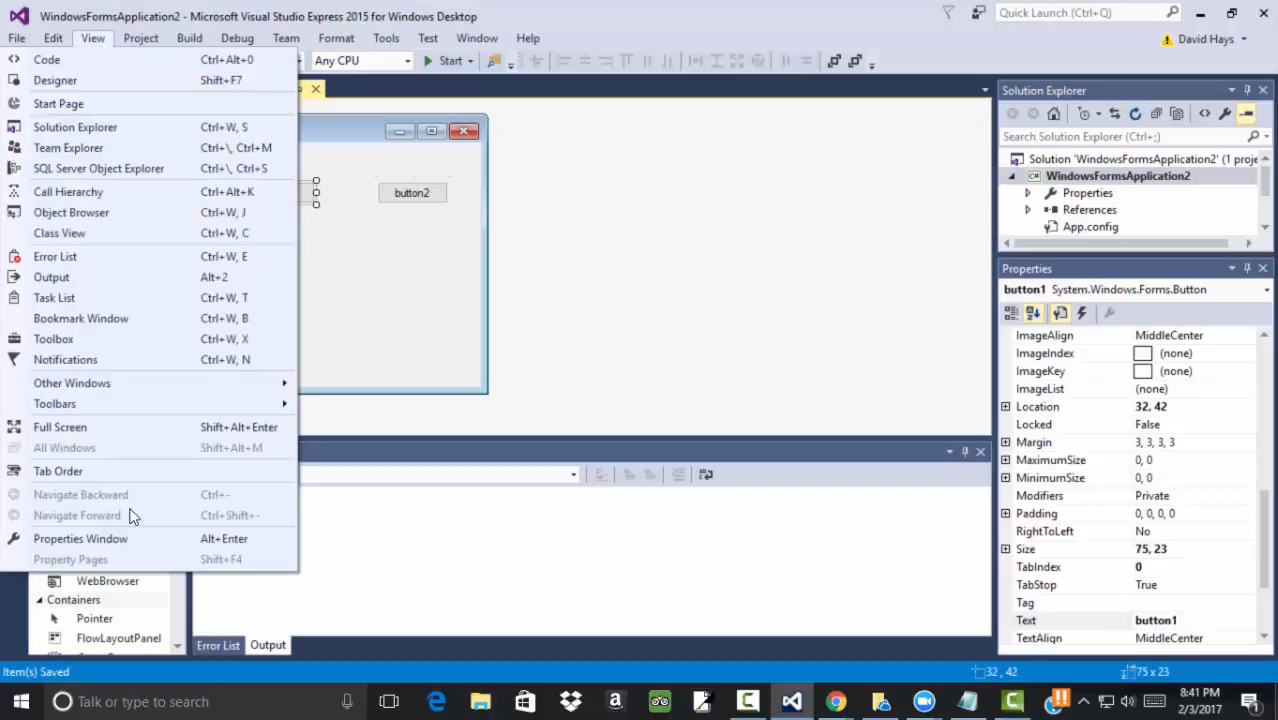 WindowsFormsApplication2 - Microsoft Visual Studio Express 2015 for Windows Desktop
Quick Launch (Ctrl+Q)
File Edit View Project Build Debug Team Format Tools Test Window Help
David Hays
Any CPU
Start
Code Ctrl+Alt+0
Designer Shift+F7
Start Page
Solution Explorer Ctrl+W, S
Team Explorer Ctrl+\, Ctrl+M
SQL Server Object Explorer Ctrl+\, Ctrl+S
Call Hierarchy Ctrl+Alt+K
Object Browser Ctrl+W, J
Class View Ctrl+W, C
Error List Ctrl+W, E
Output Alt+2
Task List Ctrl+W, T
Bookmark Window Ctrl+W, B
Toolbox Ctrl+W, X
Notifications Ctrl+W, N
Other Windows
Toolbars
Full Screen Shift+Alt+Enter
All Windows Shift+Alt+M
Tab Order
Navigate Backward Ctrl+-
Navigate Forward Ctrl+Shift+-
Properties Window Alt+Enter
Property Pages Shift+F4
WebBrowser
Containers
Pointer
FlowLayoutPanel
button2
Error List Output
Solution Explorer
Search Solution Explorer (Ctrl+;)
Solution 'WindowsFormsApplication2' (1 proje
WindowsFormsApplication2
Properties
References
App.config
Properties
button1 System.Windows.Forms.Button
ImageAlign MiddleCenter
ImageIndex (none)
ImageKey (none)
ImageList (none)
Location 32, 42
Locked False
Margin 3, 3, 3, 3
MaximumSize 0, 0
MinimumSize 0, 0
Modifiers Private
Padding 0, 0, 0, 0
RightToLeft No
Size 75, 23
TabIndex 0
TabStop True
Tag
Text button1
TextAlign MiddleCenter
Item(s) Saved
32 , 42
75 x 23
Talk or type here
8:41 PM
2/3/2017